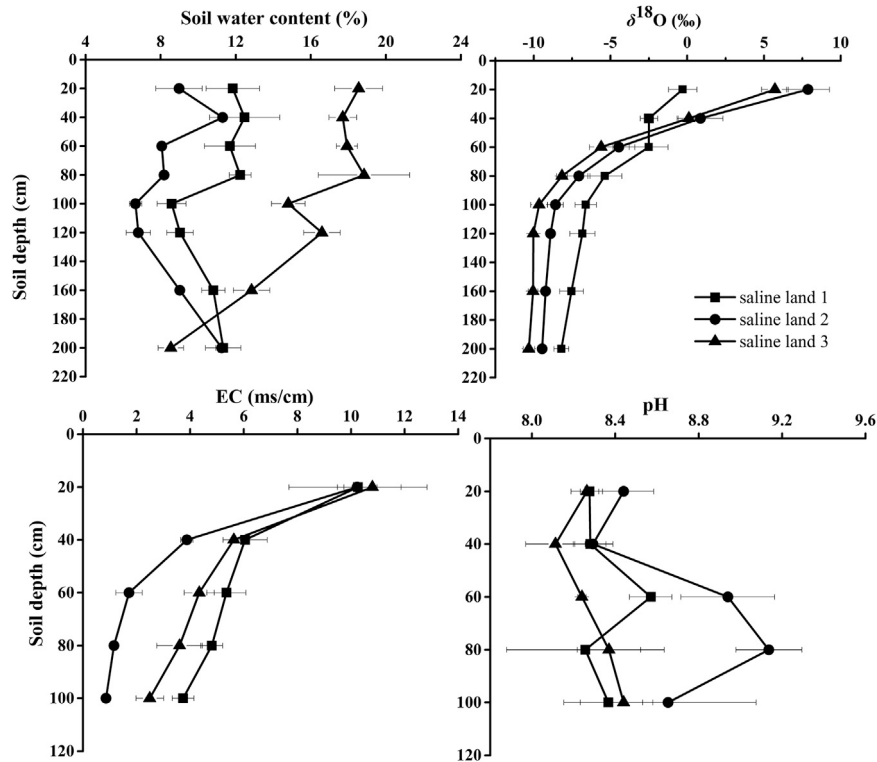 Soil water content (%)
4 8 12 16 20 24
0
20
40
60
80
100
120
140
160
180
200
220
Soil depth (cm)
δ18O (‰)
-10 -5 0 5 10
0
20
40
60
80
100
120
140
160
180
200
220
saline land 1
saline land 2
saline land 3
EC (ms/cm)
0 2 4 6 8 10 12 14
0
20
40
60
80
100
120
Soil depth (cm)
pH
8.0 8.4 8.8 9.2 9.6
0
20
40
60
80
100
120